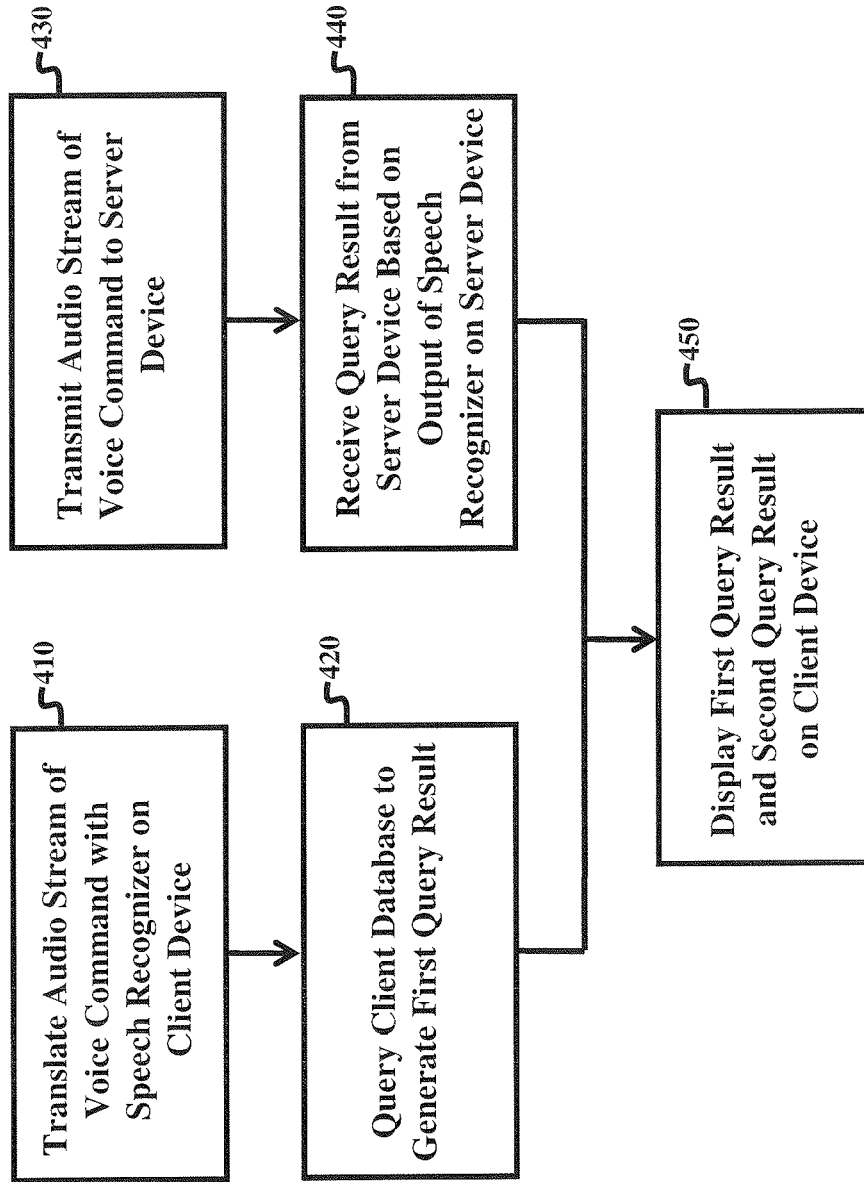 410
Translate Audio Stream of
Voice Command with
Speech Recognizer on
Client Device
420
Query Client Database to
Generate First Query Result
430
Transmit Audio Stream of
Voice Command to Server
Device
440
Receive Query Result from
Server Device Based on
Output of Speech
Recognizer on Server Device
450
Display First Query Result
and Second Query Result
on Client Device